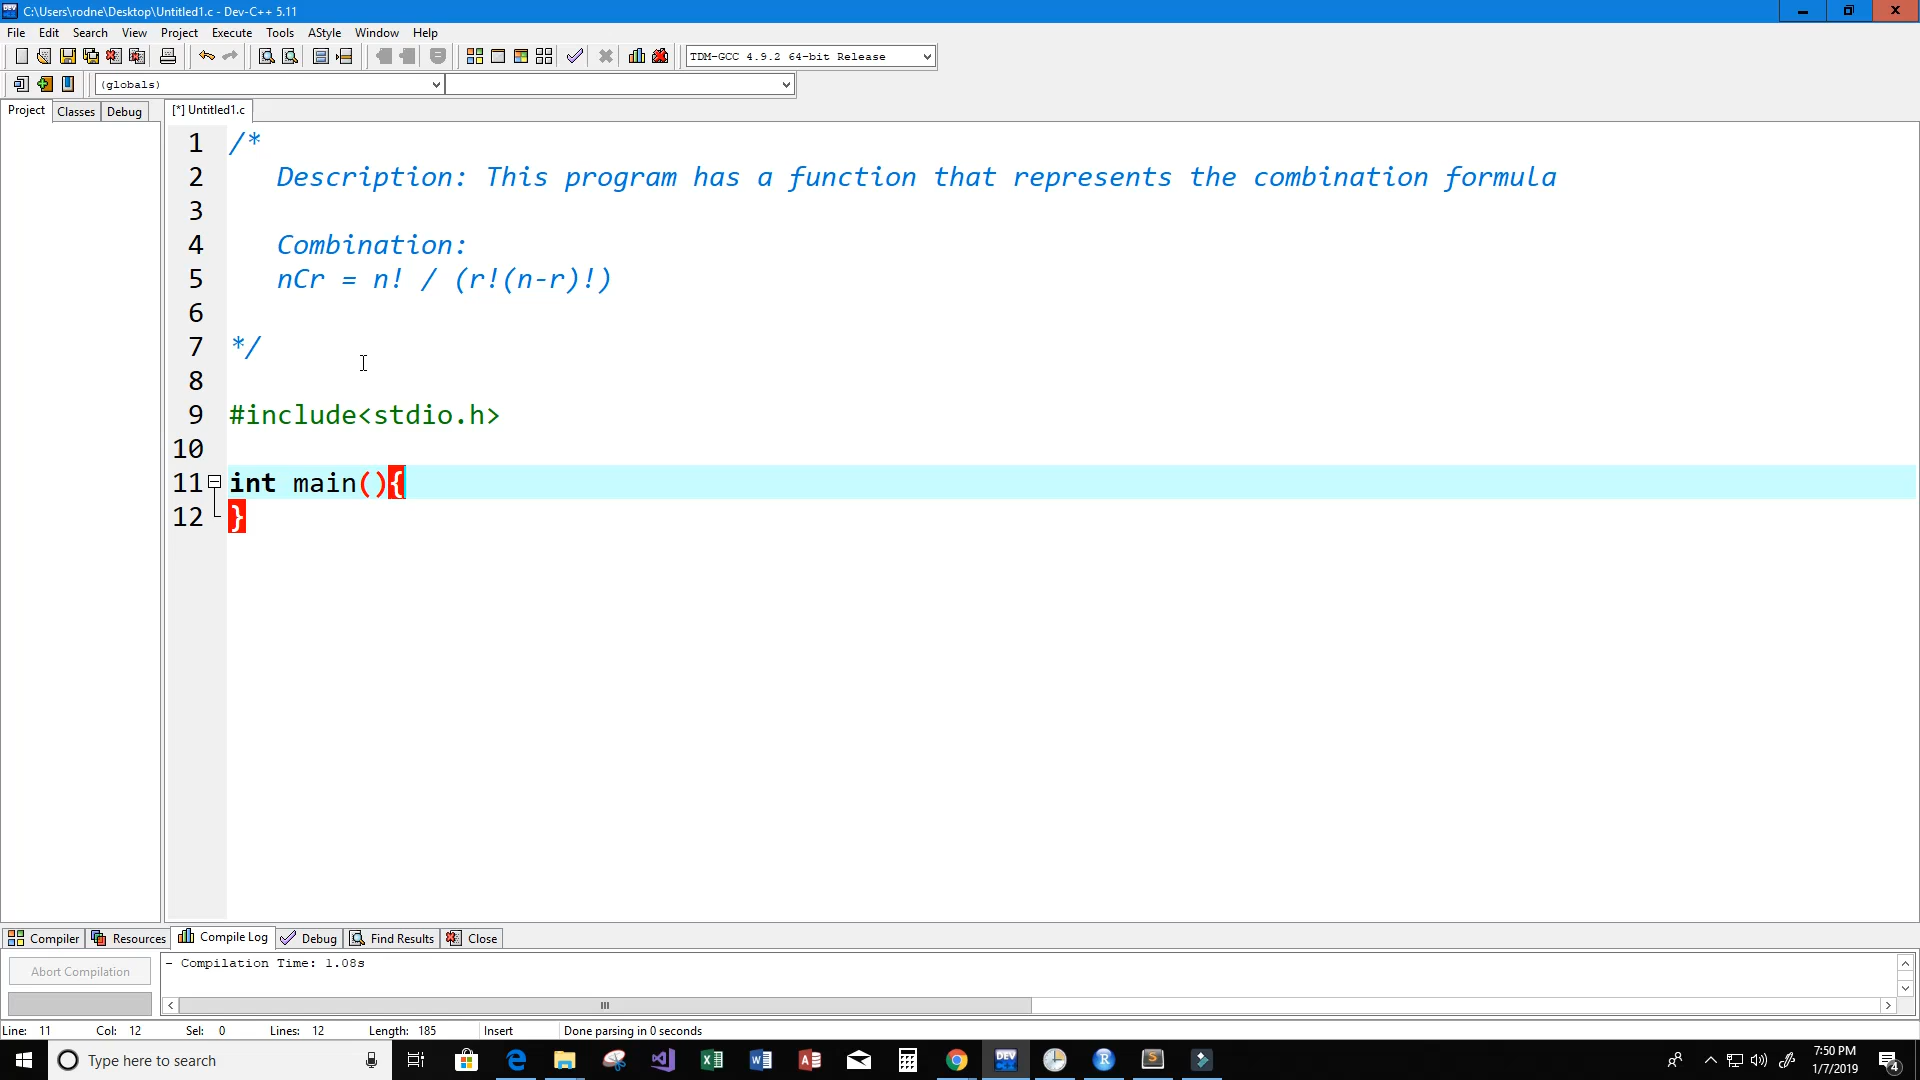 C:\Users\rodne\Desktop\Untitled1.c - Dev-C++ 5.11
File Edit Search View Project Execute Tools AStyle Window Help
TDM-GCC 4.9.2 64-bit Release
(globals)
Project Classes Debug [*] Untitled1.c
1 /*
2 Description: This program has a function that represents the combination formula
3
4 Combination:
5 nCr = n! / (r!(n-r)!)
6
7 */
8
9 #include<stdio.h>
10
11 int main(){
12 }
Compiler Resources Compile Log Debug Find Results Close
Abort Compilation - Compilation Time: 1.08s
Line: 11 Col: 12 Sel: 0 Lines: 12 Length: 185 Insert Done parsing in 0 seconds
Type here to search
DEV
7:50 PM
1/7/2019
4